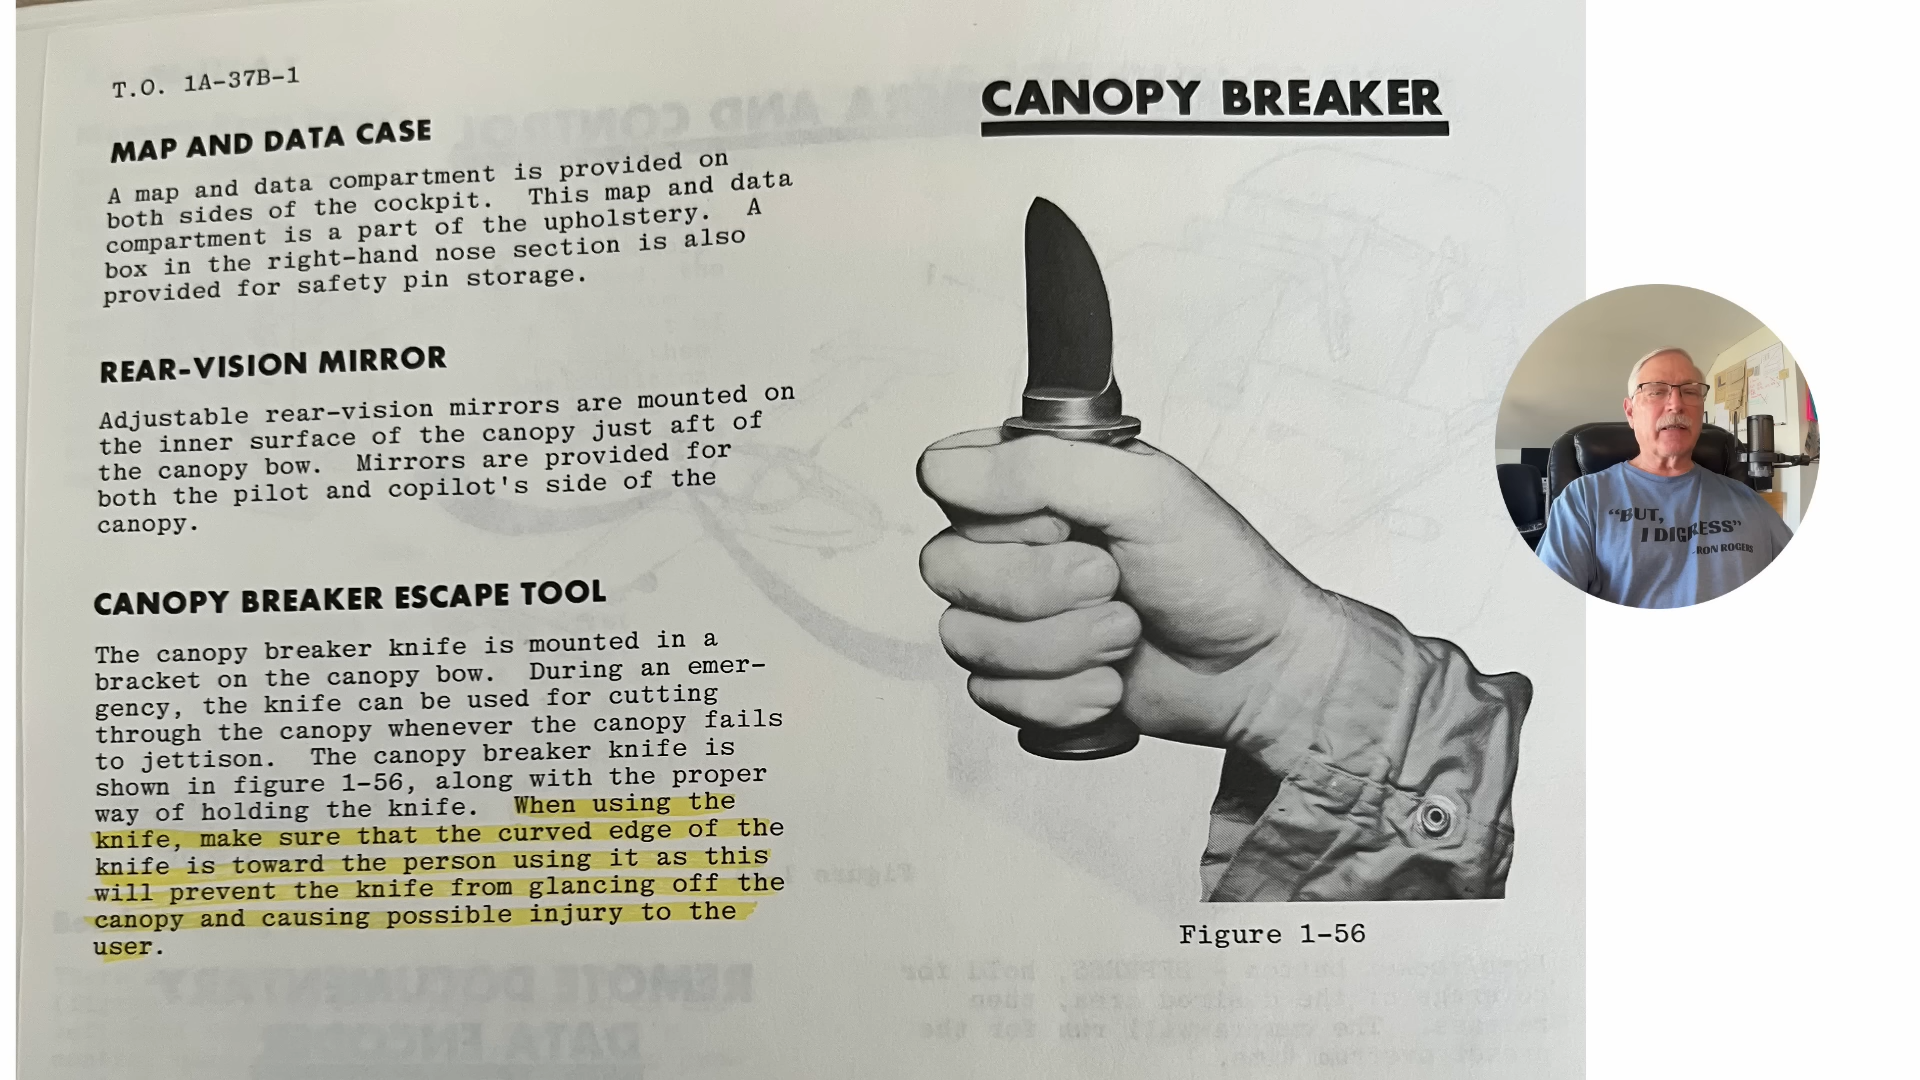 T.O. 1A-37B-1
MAP AND DATA CASE
A map and data compartment is provided on
both sides of the cockpit. This map and data
compartment is a part of the upholstery. A
box in the right-hand nose section is also
provided for safety pin storage.
REAR-VISION MIRROR
Adjustable rear-vision mirrors are mounted on
the inner surface of the canopy just aft of
the canopy bow. Mirrors are provided for
both the pilot and copilot's side of the
canopy.
CANOPY BREAKER ESCAPE TOOL
The canopy breaker knife is mounted in a
bracket on the canopy bow. During an emer-
gency, the knife can be used for cutting
through the canopy whenever the canopy fails
to jettison. The canopy breaker knife is
shown in figure 1-56, along with the proper
way of holding the knife. When using the
knife, make sure that the curved edge of the
knife is toward the person using it as this
will prevent the knife from glancing off the
canopy and causing possible injury to the
user.
CANOPY BREAKER
Figure 1-56
"BUT,
I DIGRESS"
-RON ROGERS